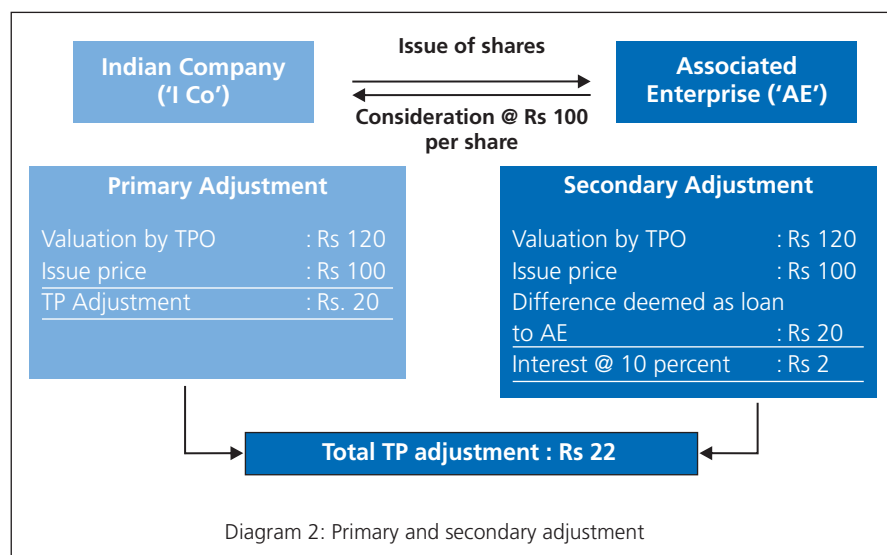 Issue of shares
Indian Company
('I Co')
Associated
Enterprise ('AE')
Consideration @ Rs 100
per share
Primary Adjustment
Valuation by TPO : Rs 120
Issue price : Rs 100
TP Adjustment : Rs. 20
Secondary Adjustment
Valuation by TPO : Rs 120
Issue price : Rs 100
Difference deemed as loan
to AE : Rs 20
Interest @ 10 percent : Rs 2
Total TP adjustment : Rs 22
Diagram 2: Primary and secondary adjustment